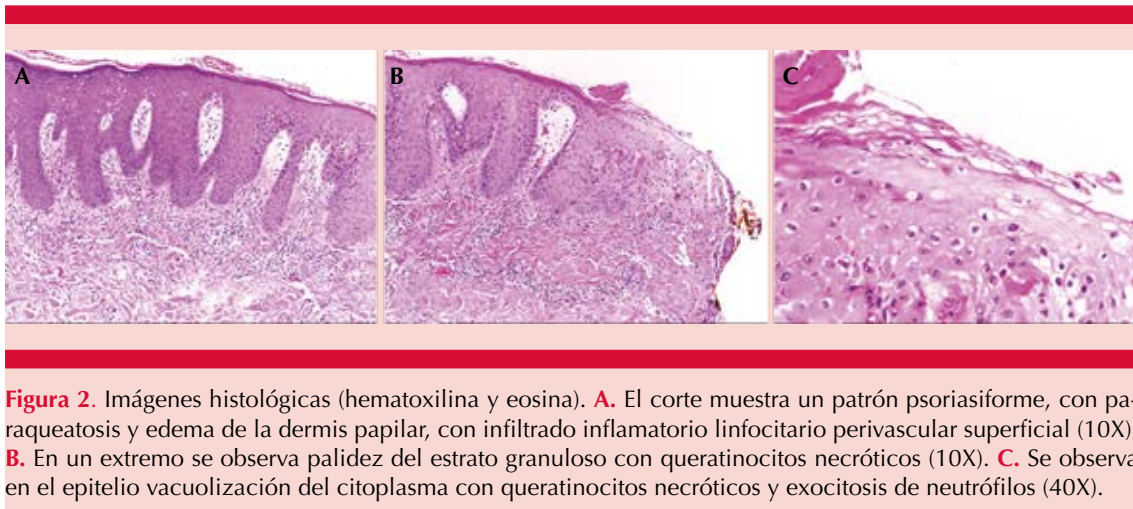 A
B
C
Figura 2. Imágenes histológicas (hematoxilina y eosina). A. El corte muestra un patrón psoriasiforme, con pa-
raqueatosis y edema de la dermis papilar, con infiltrado inflamatorio linfocitario perivascular superficial (10X)
B. En un extremo se observa palidez del estrato granuloso con queratinocitos necróticos (10X). C. Se observa
en el epitelio vacuolización del citoplasma con queratinocitos necróticos y exocitosis de neutrófilos (40X).